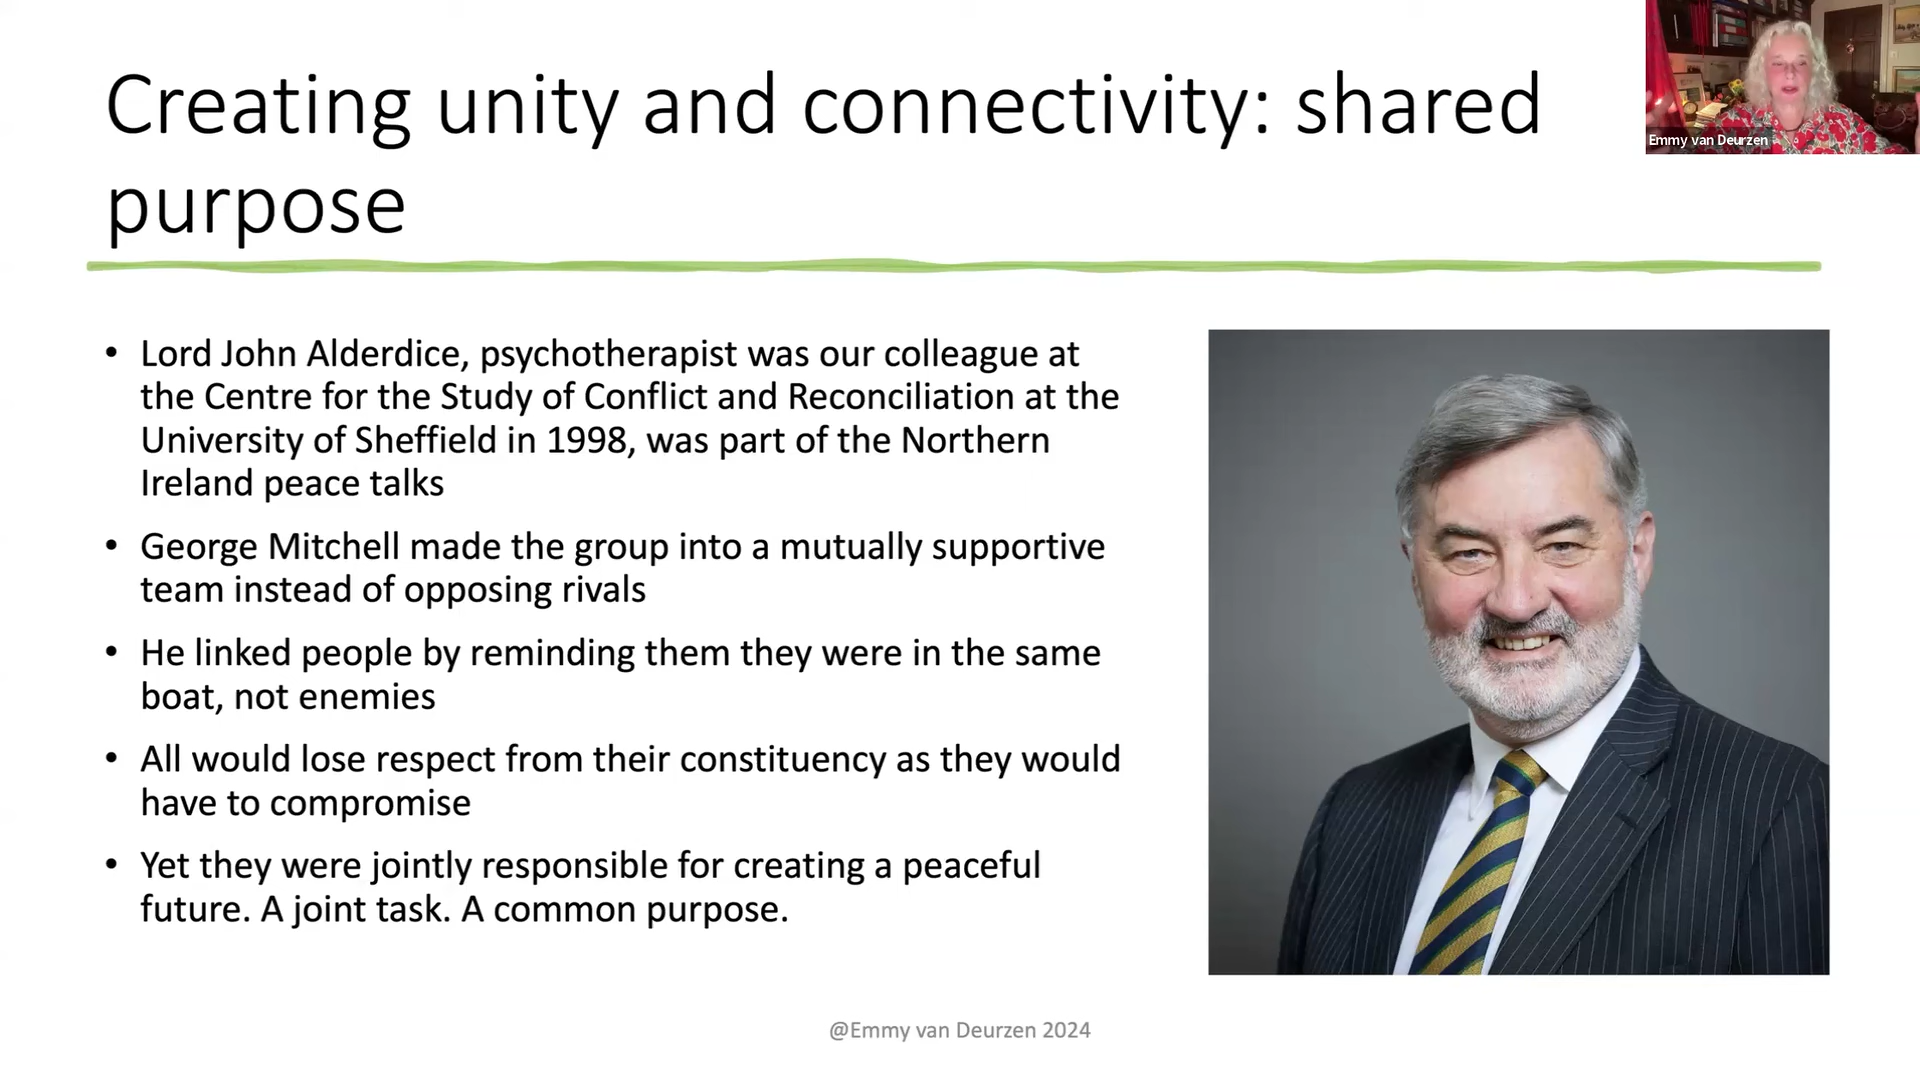 Creating unity and connectivity: shared
purpose
Emmy van Deurzen
• Lord John Alderdice, psychotherapist was our colleague at
the Centre for the Study of Conflict and Reconciliation at the
University of Sheffield in 1998, was part of the Northern
Ireland peace talks
• George Mitchell made the group into a mutually supportive
team instead of opposing rivals
• He linked people by reminding them they were in the same
boat, not enemies
• All would lose respect from their constituency as they would
have to compromise
• Yet they were jointly responsible for creating a peaceful
future. A joint task. A common purpose.
@Emmy van Deurzen 2024